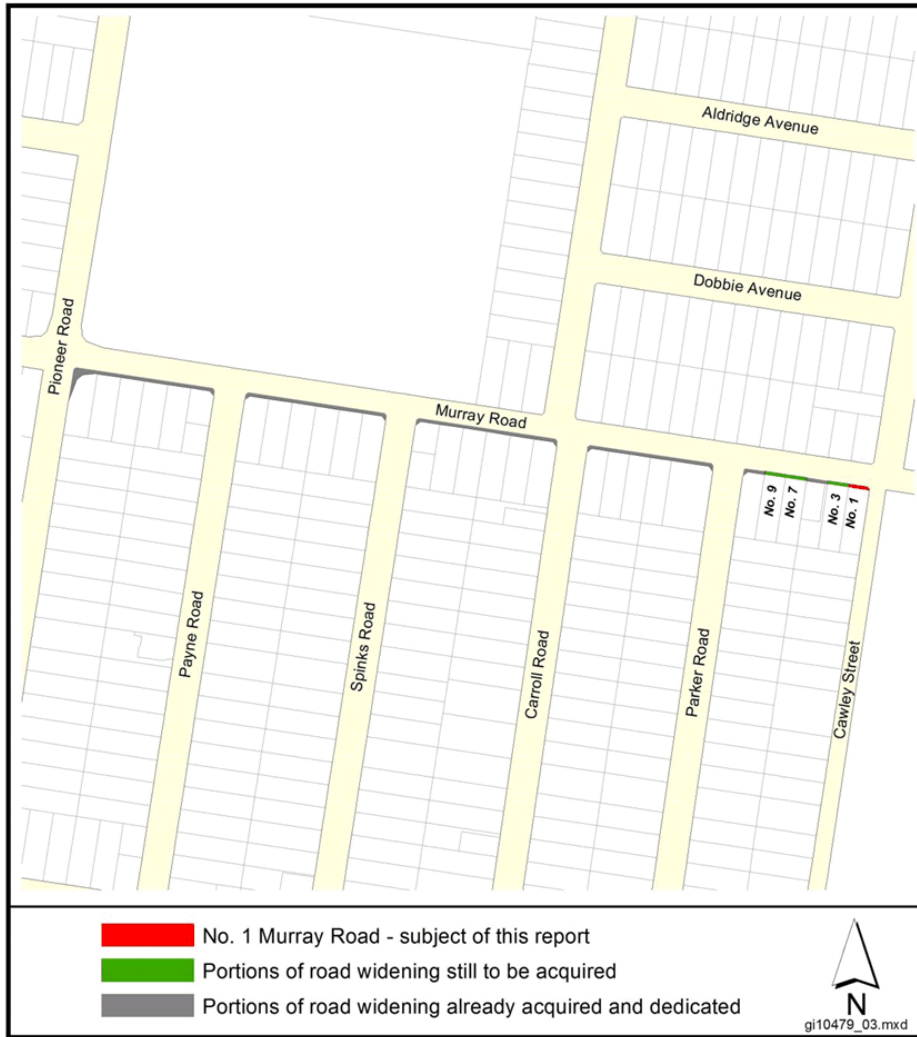 Aldridge Avenue
Dobbie Avenue
Pioneer Road
Murray Road
No. 9
No. 7
No. 3
No. 1
Payne Road
Spinks Road
Carroll Road
Parker Road
Cawley Street
No. 1 Murray Road - subject of this report
Portions of road widening still to be acquired
Portions of road widening already acquired and dedicated
N
gi10479_03.mxd